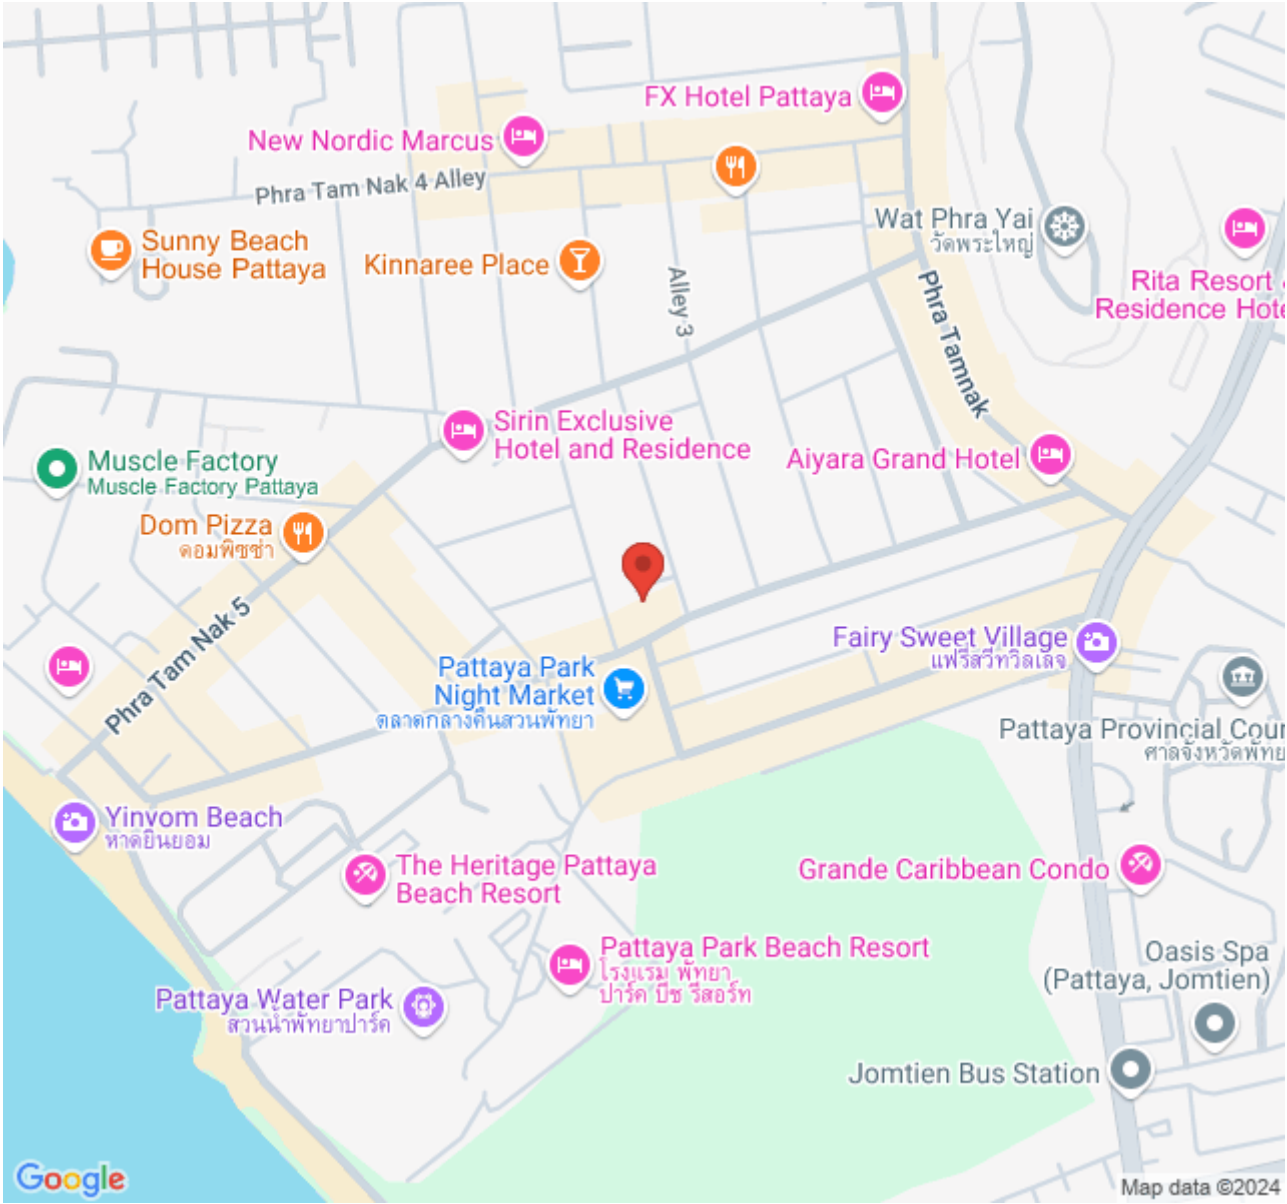 FX Hotel Pattaya
New Nordic Marcus
Phra Tam Nak 4 Alley
Wat Phra Yai
วัดพระใหญ่
Sunny Beach
House Pattaya
Kinnaree Place
Alley 3
Phra Tamnak
Rita Resort &
Residence Hote
Sirin Exclusive
Hotel and Residence
Muscle Factory
Muscle Factory Pattaya
Aiyara Grand Hotel
Dom Pizza
ดอมพิซซ่า
Phra Tam Nak 5
Fairy Sweet Village
แฟรีสวีทวิลเลจ
Pattaya Park
Night Market
ตลาดกลางคืนสวนพัทยา
Pattaya Provincial Cour
ศาลจังหวัดพัทย
Yinyom Beach
หาดยินยอม
The Heritage Pattaya
Beach Resort
Grande Caribbean Condo
Pattaya Park Beach Resort
โรงแรม พัทยา
ปาร์ค บีช รีสอร์ท
Oasis Spa
(Pattaya, Jomtien)
Pattaya Water Park
สวนน้ำพัทยาปาร์ค
Jomtien Bus Station
Google
Map data ©2024